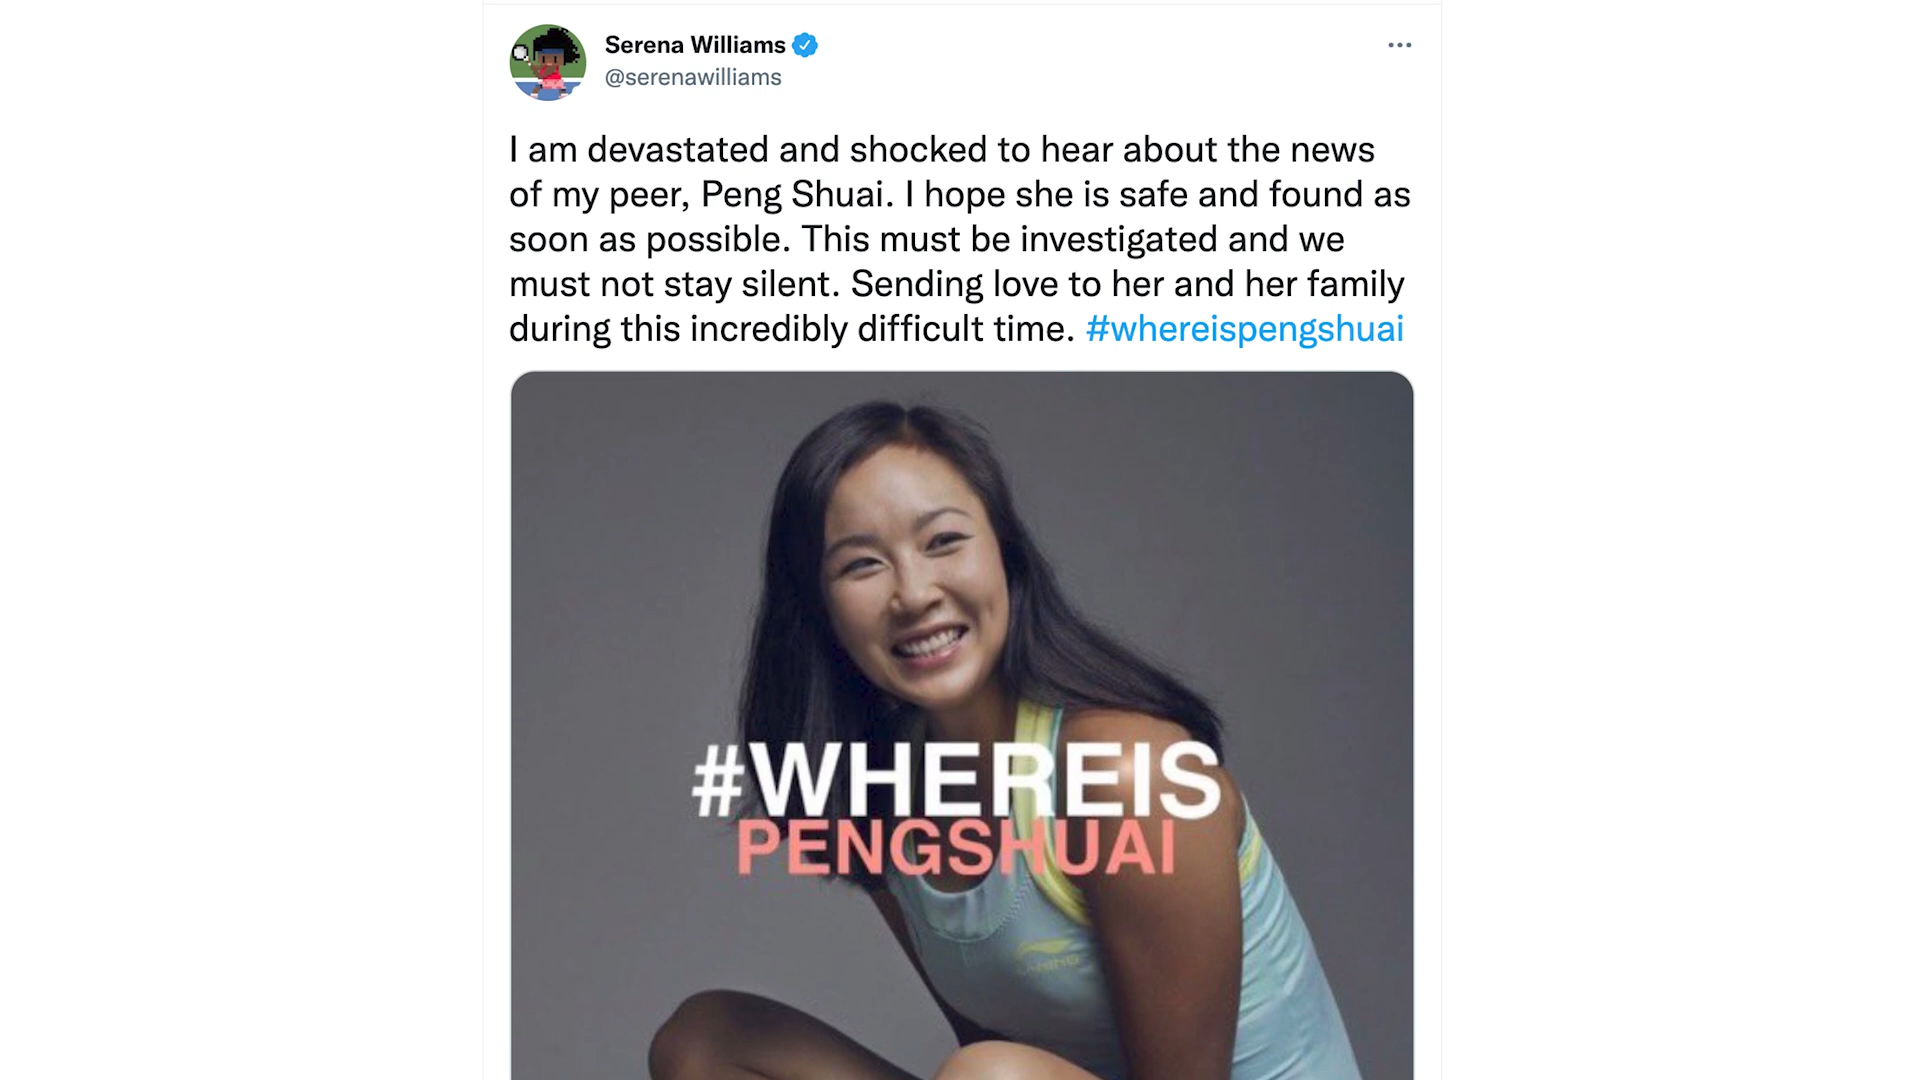 Serena Williams
@serenawilliams
I am devastated and shocked to hear about the news
of my peer, Peng Shuai. I hope she is safe and found as
soon as possible. This must be investigated and we
must not stay silent. Sending love to her and her family
during this incredibly difficult time. #whereispengshuai
#WHEREIS
PENGSHUAI